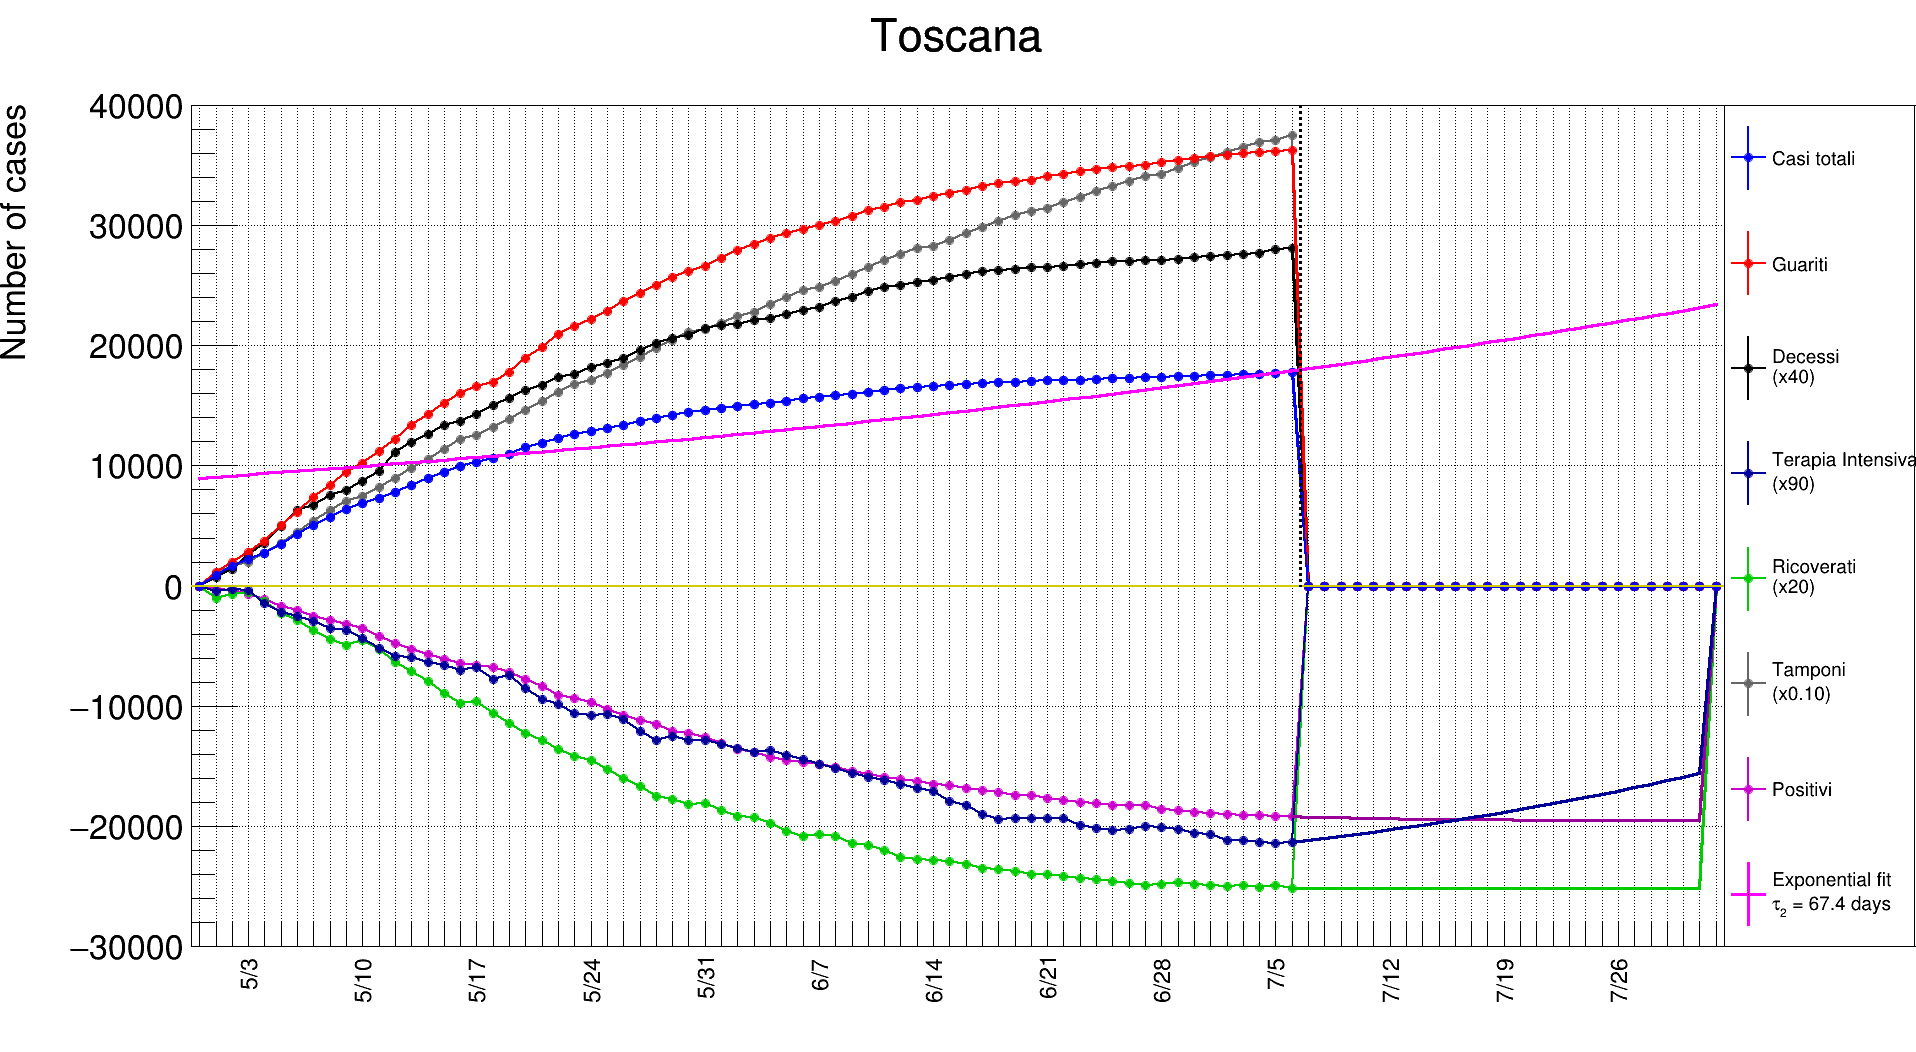 Toscana
Number of cases
40000
30000
20000
10000
0
−10000
−20000
−30000
5/3
5/10
5/17
5/24
5/31
6/7
6/14
6/21
6/28
7/5
7/12
7/19
7/26
Casi totali
Guariti
Decessi
(x40)
Terapia Intensiva
(x90)
Ricoverati
(x20)
Tamponi
(x0.10)
Positivi
Exponential fit
τ2 = 67.4 days